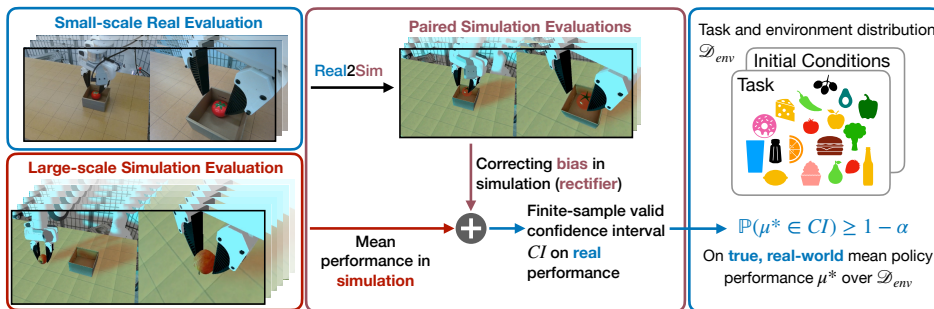 Small-scale Real Evaluation
Real2Sim
Large-scale Simulation Evaluation
Mean
performance in
simulation
Paired Simulation Evaluations
Correcting bias in
simulation (rectifier)
Finite-sample valid
confidence interval
CI on real
performance
Task and environment distribution
𝒟env
Initial Conditions
Task
ℙ(μ* ∈ CI) ≥ 1 − α
On true, real-world mean policy
performance μ* over 𝒟env